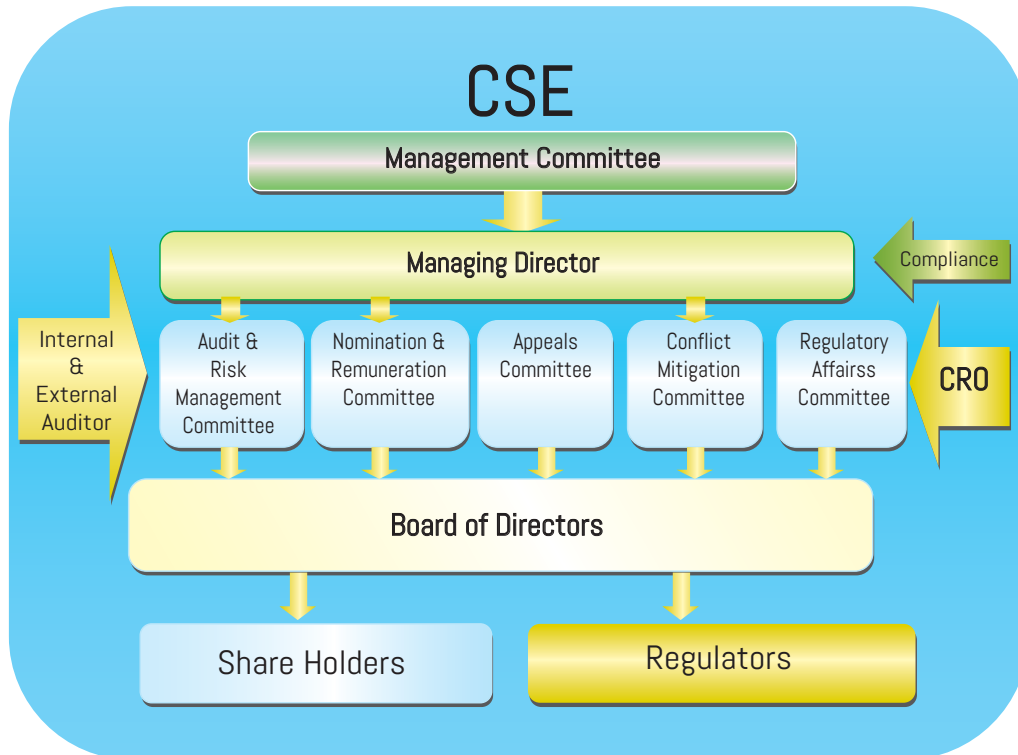 CSE
Management Committee
Managing Director
Compliance
Internal
&
External
Auditor
Audit &
Risk
Management
Committee
Nomination &
Remuneration
Committee
Appeals
Committee
Conflict
Mitigation
Committee
Regulatory
Affairss
Committee
CRO
Board of Directors
Share Holders
Regulators